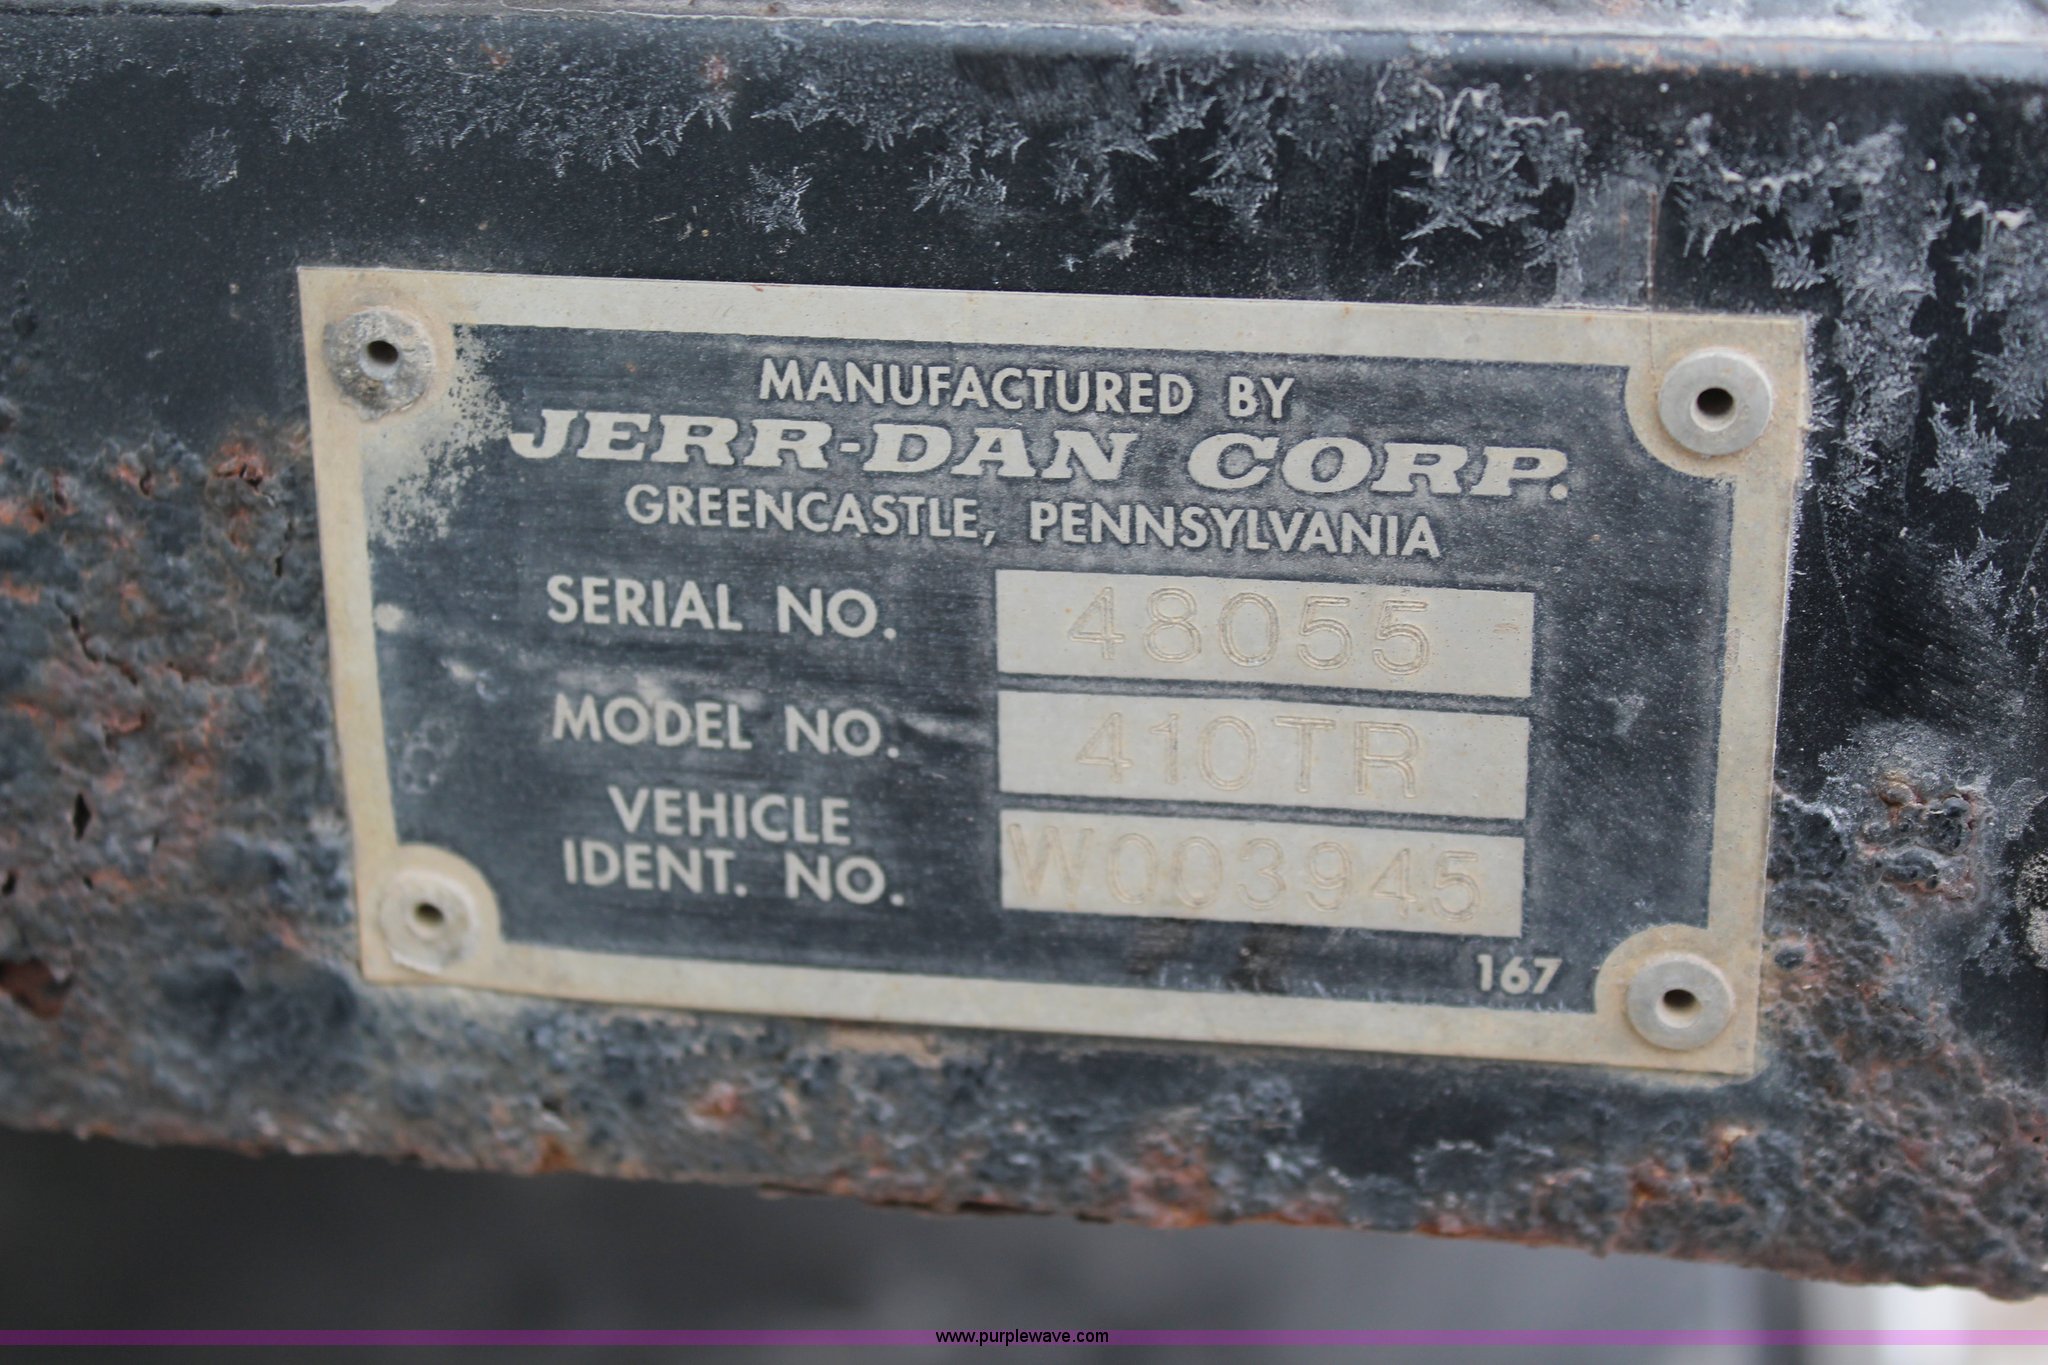 MANUFACTURED BY
JERR-DAN CORP.
GREENCASTLE, PENNSYLVANIA
SERIAL NO. 48055
MODEL NO. 410TR
VEHICLE
IDENT. NO. W003945
167
www.purplewave.com